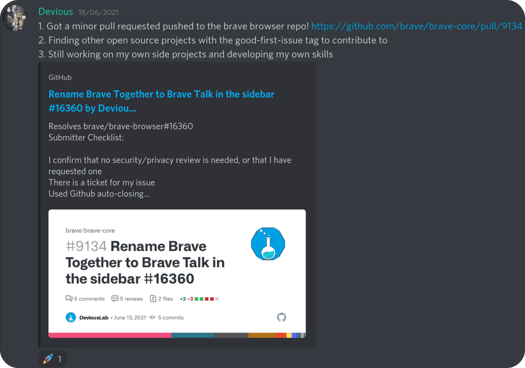 Devious 18/06/2021
1. Got a minor pull requested pushed to the brave browser repo! https://github.com/brave/brave-core/pull/9134
2. Finding other open source projects with the good-first-issue tag to contribute to
3. Still working on my own side projects and developing my own skills
GitHub
Rename Brave Together to Brave Talk in the sidebar
#16360 by Deviou...
Resolves brave/brave-browser#16360
Submitter Checklist:
I confirm that no security/privacy review is needed, or that I have
requested one
There is a ticket for my issue
Used Github auto-closing...
brave/brave-core
#9134 Rename Brave
Together to Brave Talk in
the sidebar #16360
5 comments 5 reviews 2 files +3 -3
DeviousLab • June 15, 2021 5 commits
1